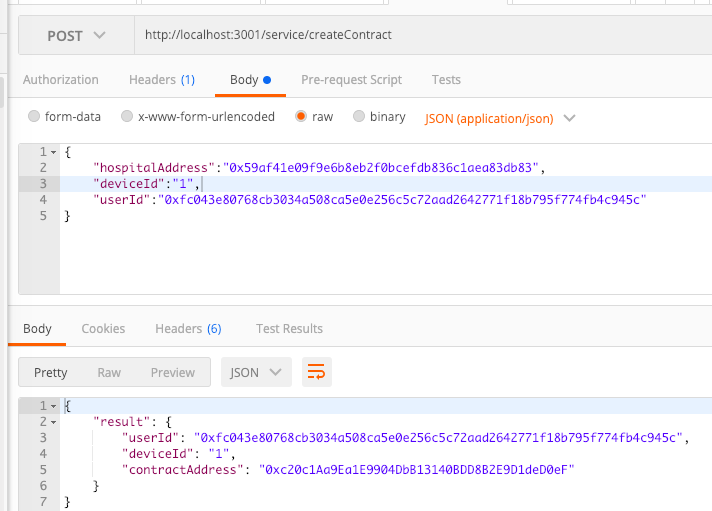 POST
http://localhost:3001/service/createContract
Authorization Headers (1) Body Pre-request Script Tests
form-data x-www-form-urlencoded raw binary JSON (application/json)
1 {
2 "hospitalAddress":"0x59af41e09f9e6b8eb2f0bcefdb836c1aea83db83",
3 "deviceId":"1",
4 "userId":"0xfc043e80768cb3034a508ca5e0e256c5c72aad2642771f18b795f774fb4c945c"
5 }
Body Cookies Headers (6) Test Results
Pretty Raw Preview JSON
1 {
2 "result": {
3 "userId": "0xfc043e80768cb3034a508ca5e0e256c5c72aad2642771f18b795f774fb4c945c",
4 "deviceId": "1",
5 "contractAddress": "0xc20c1Aa9Ea1E9904DbB13140BDD8B2E9D1deD0eF"
6 }
7 }